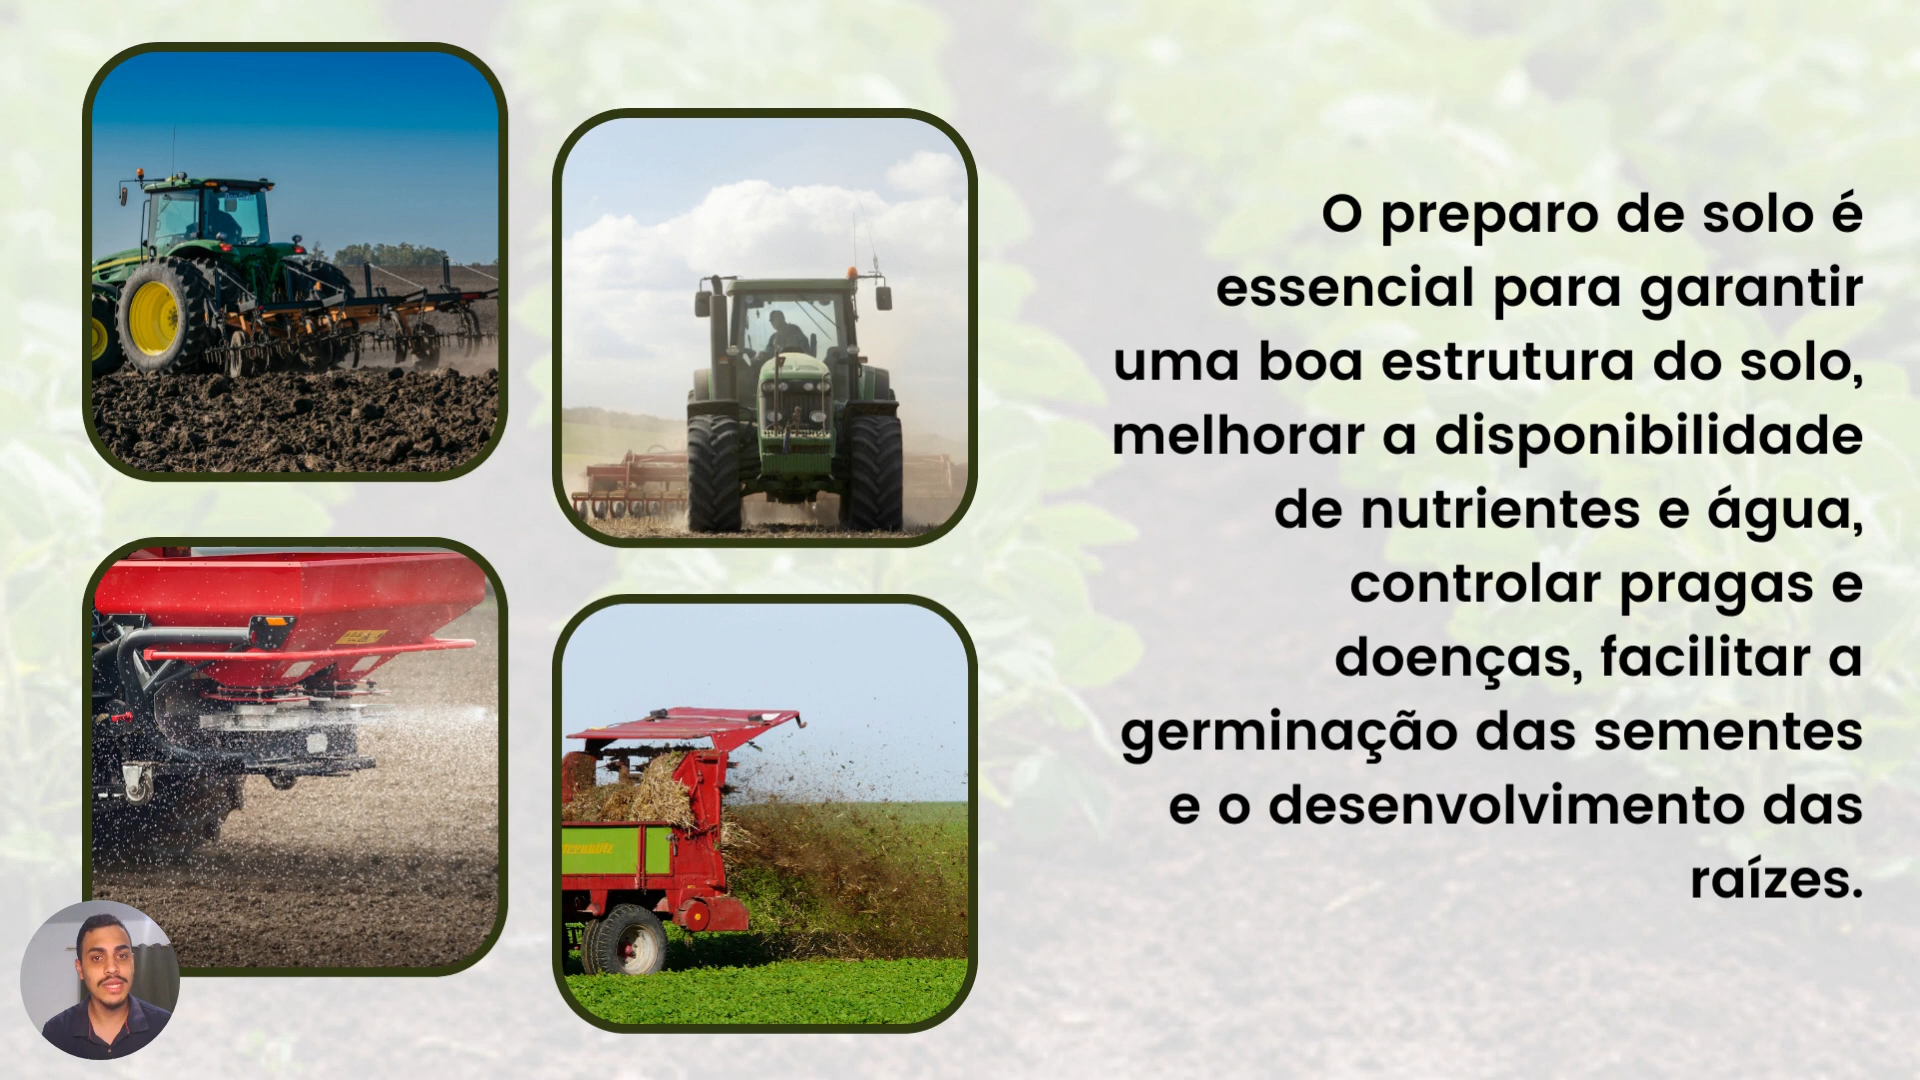 O preparo de solo é
essencial para garantir
uma boa estrutura do solo,
melhorar a disponibilidade
de nutrientes e água,
controlar pragas e
doenças, facilitar a
germinação das sementes
e o desenvolvimento das
raízes.